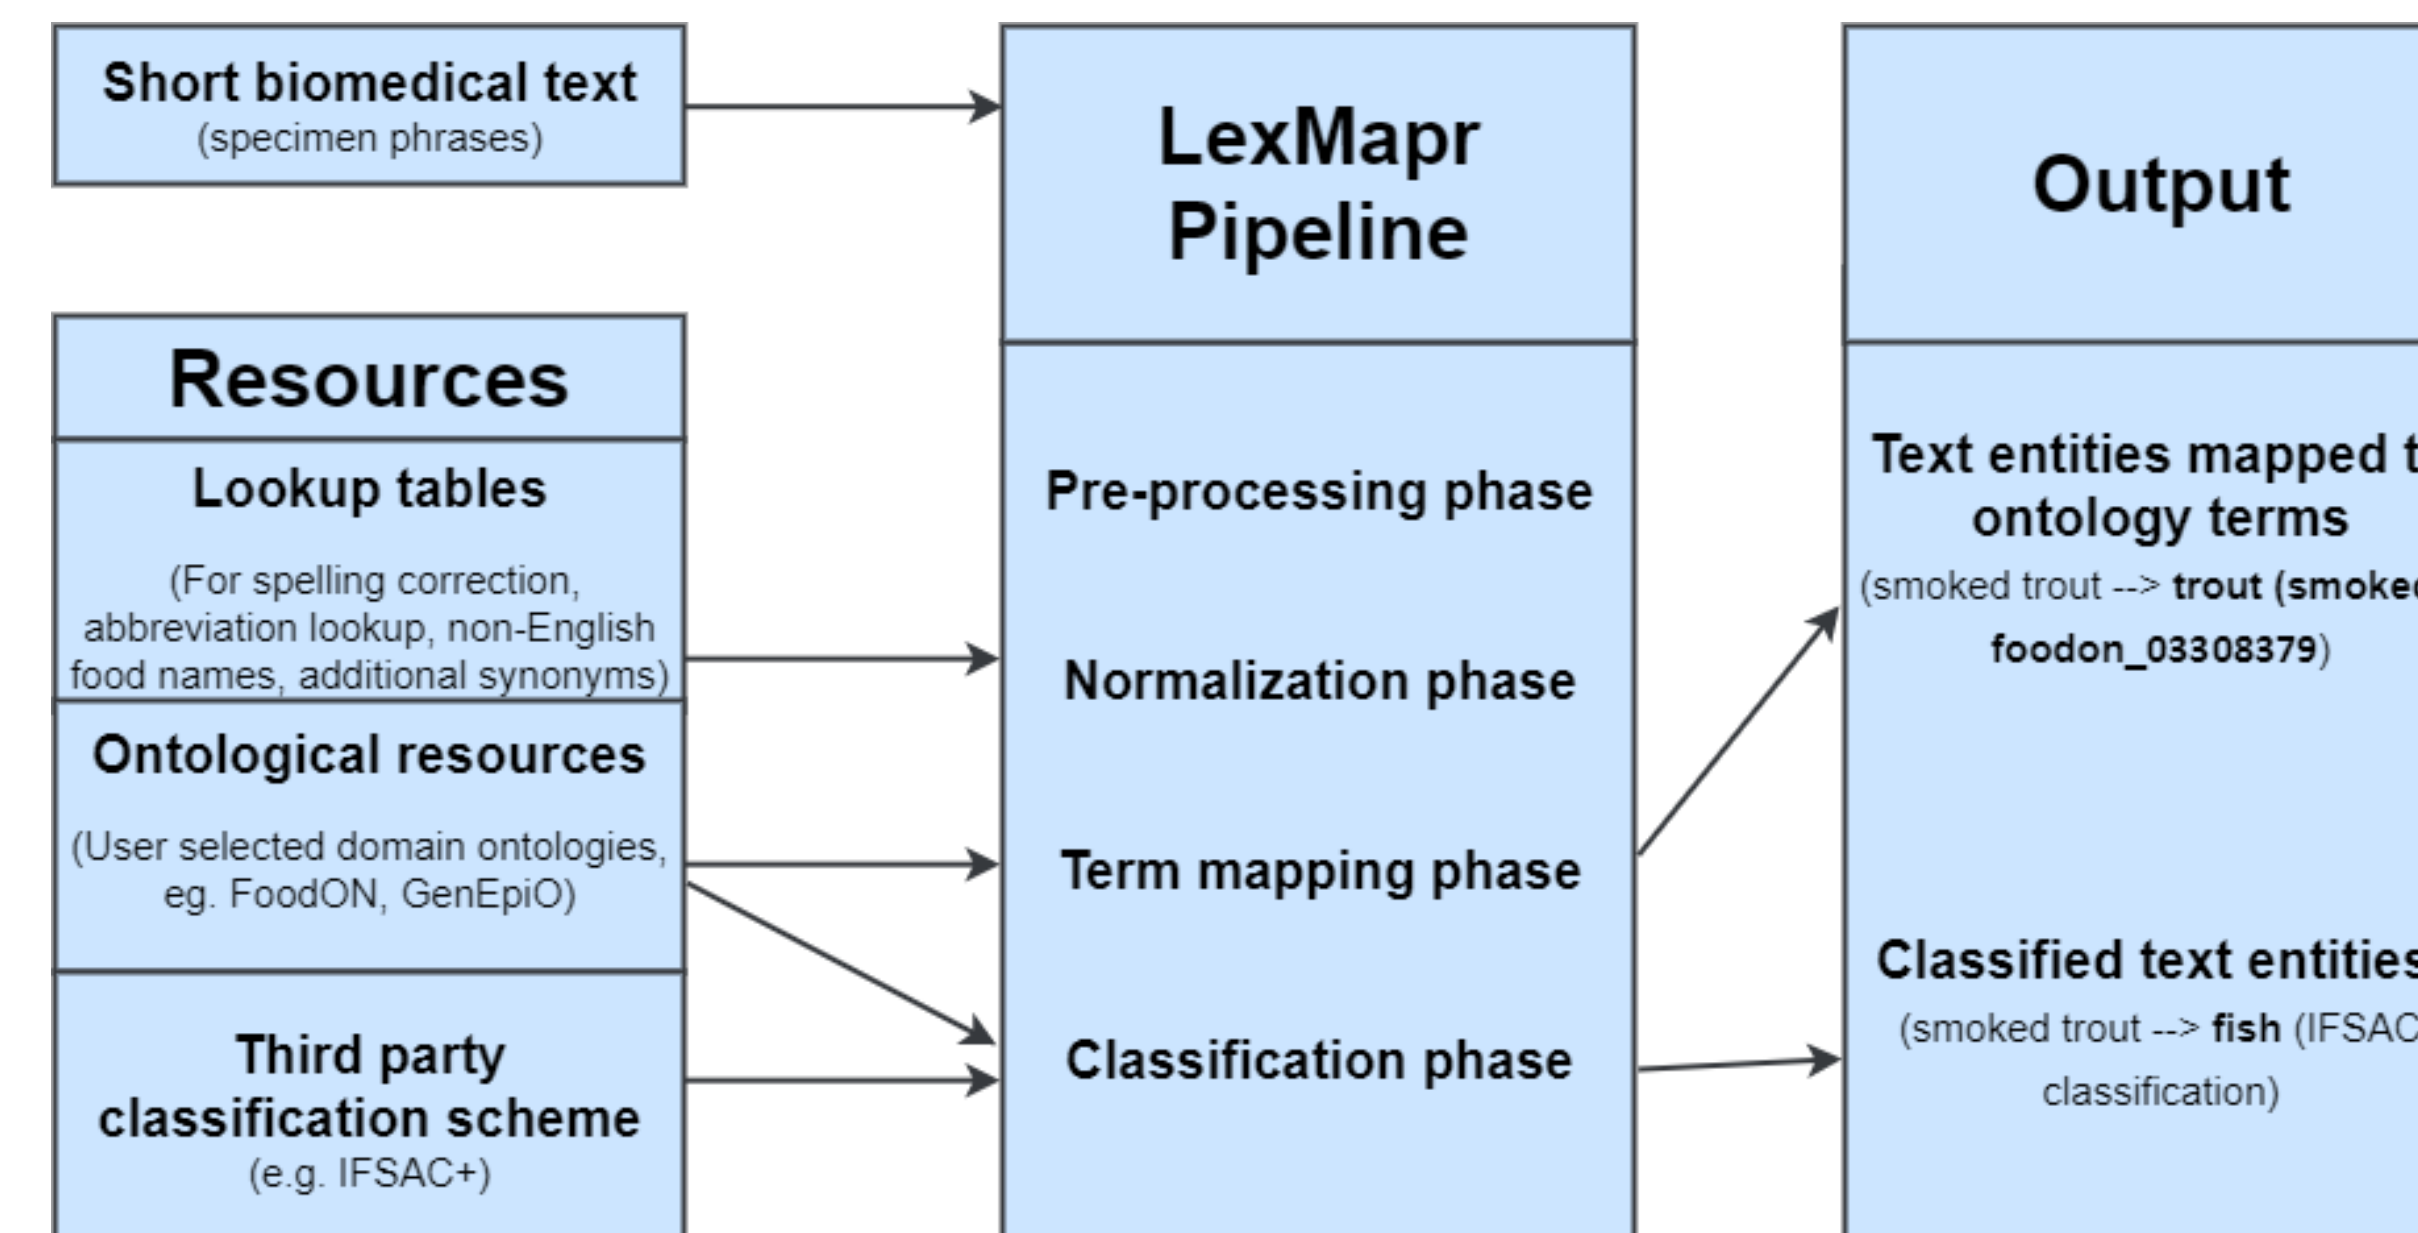 Short biomedical text
(specimen phrases)
Resources
Lookup tables
(For spelling correction,
abbreviation lookup, non-English
food names, additional synonyms)
Ontological resources
(User selected domain ontologies,
eg. FoodON, GenEpiO)
Third party
classification scheme
(e.g. IFSAC+)
LexMapr
Pipeline
Pre-processing phase
Normalization phase
Term mapping phase
Classification phase
Output
Text entities mapped
ontology terms
(smoked trout --> trout (smoked
foodon_03308379)
Classified text entities
(smoked trout --> fish (IFSAC
classification)